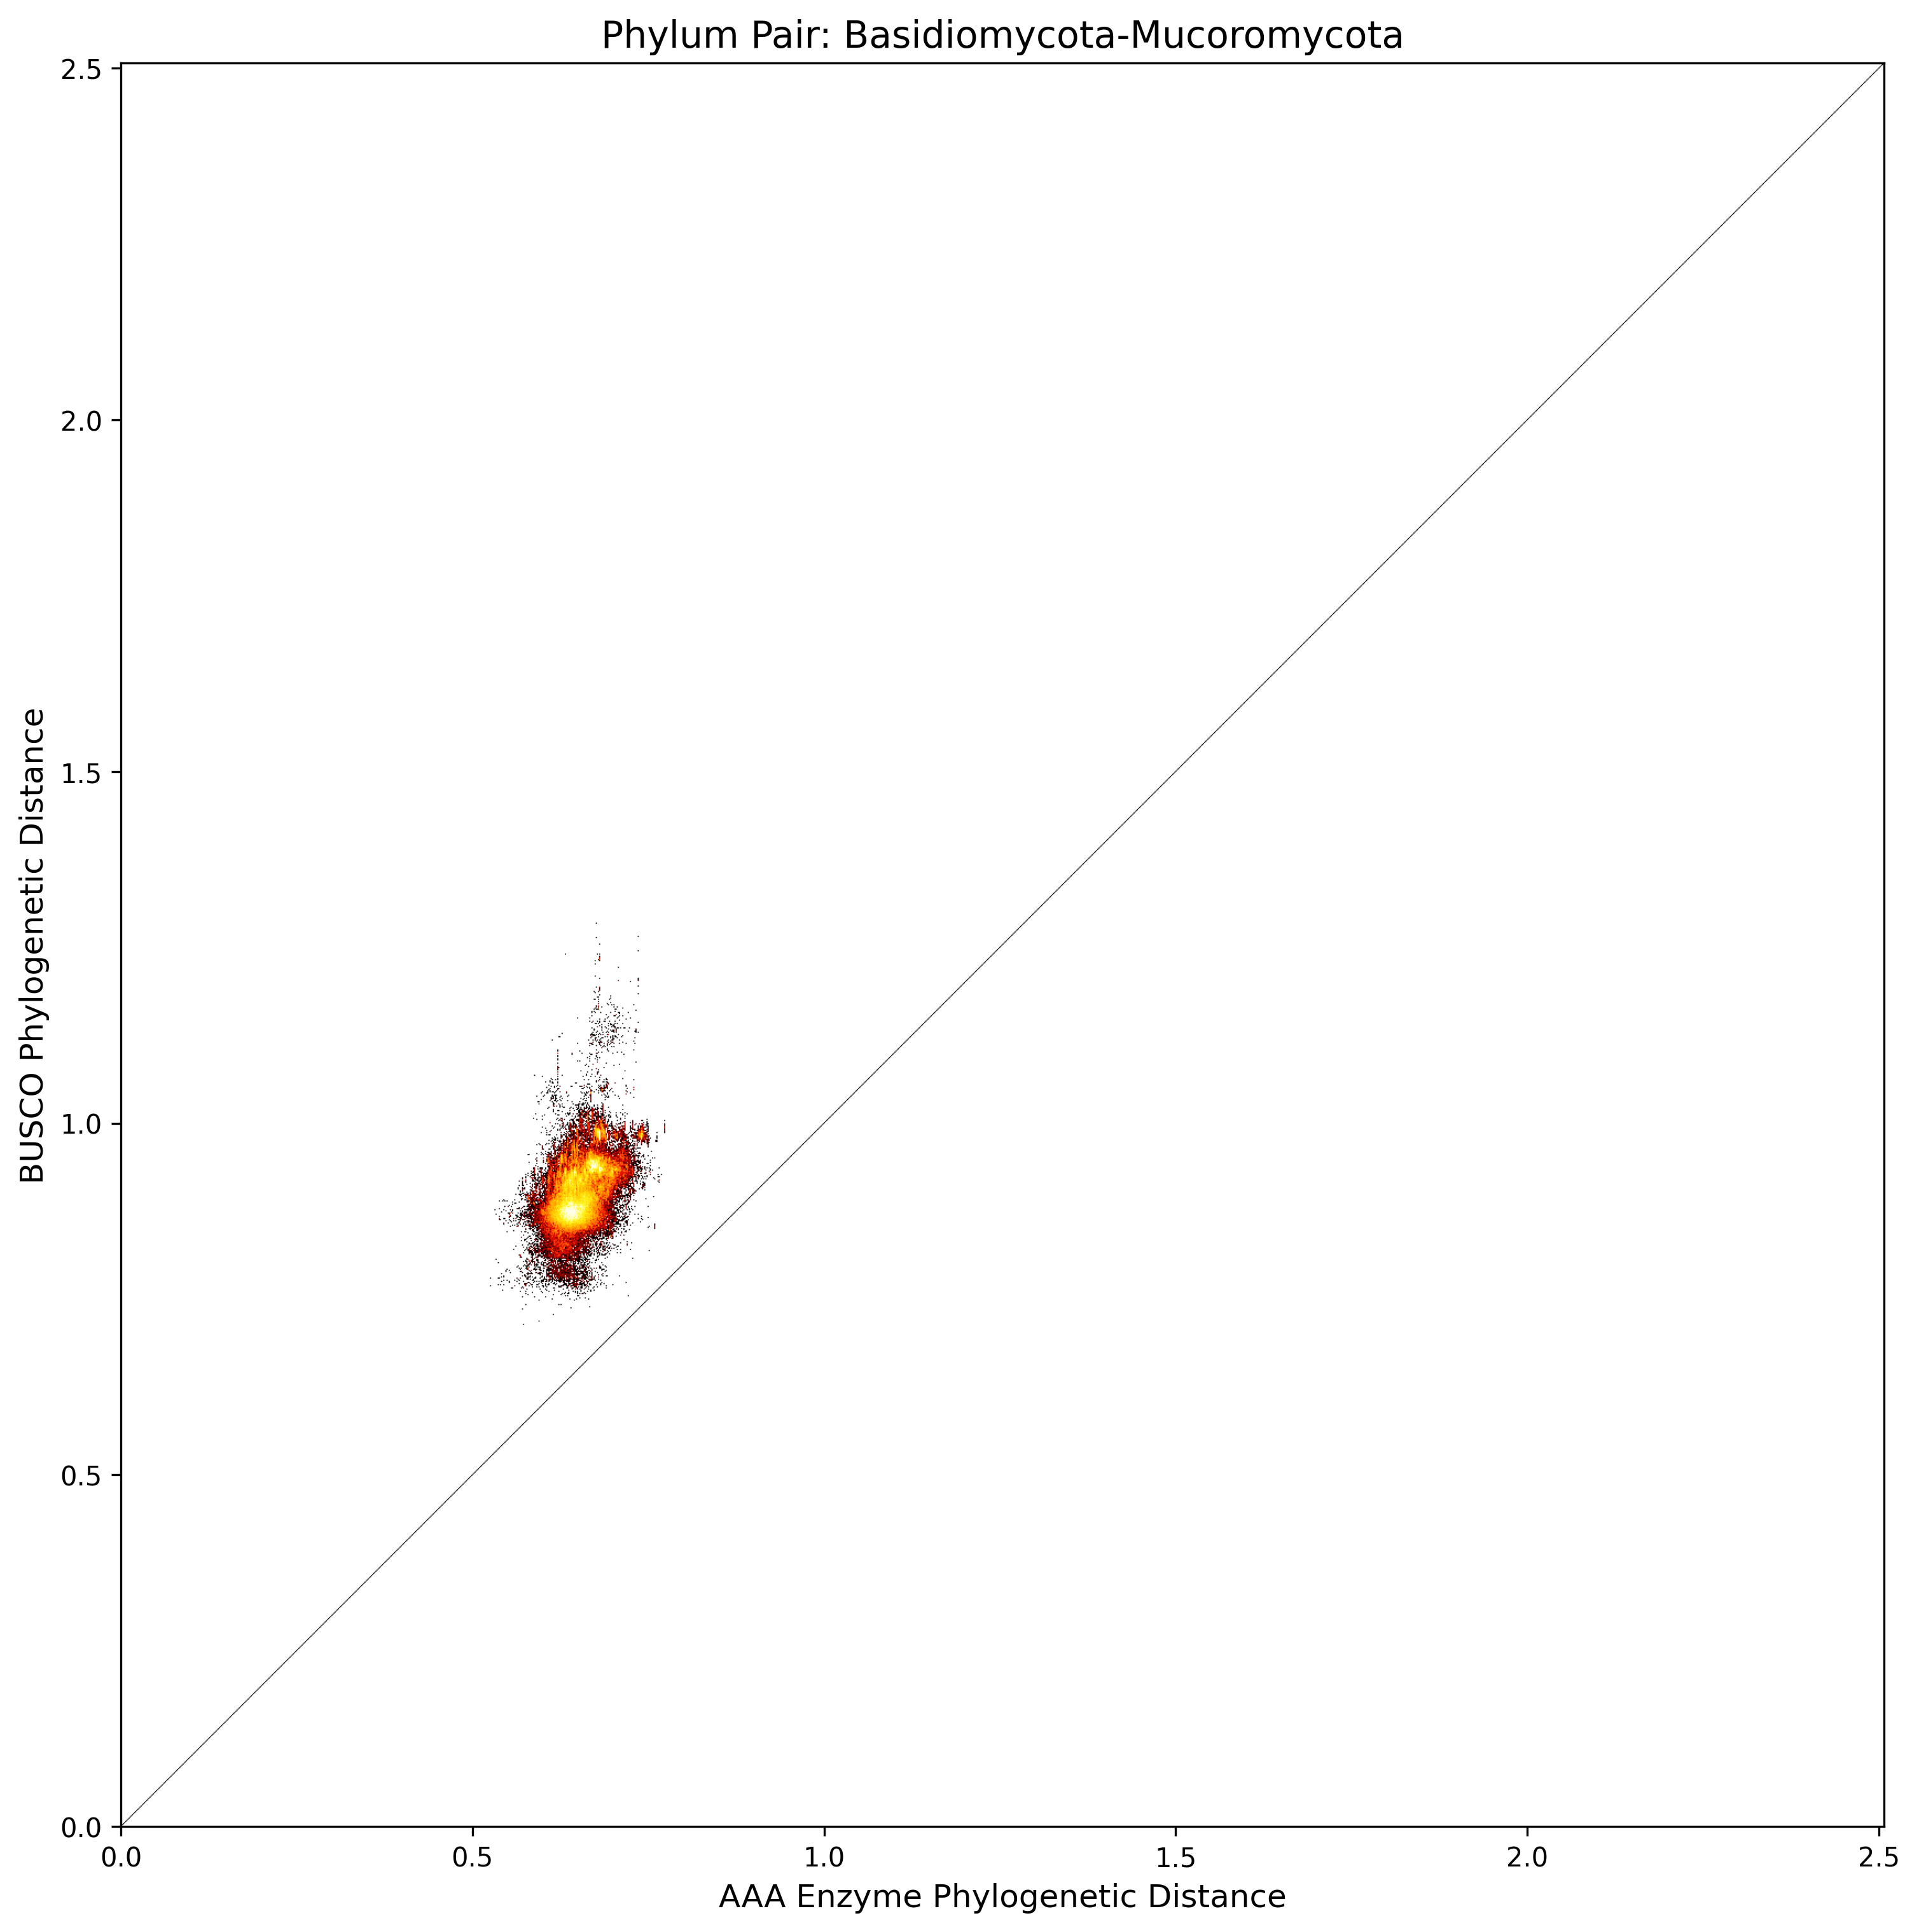 Phylum Pair: Basidiomycota-Mucoromycota
2.5
2.0
1.5
1.0
0.5
0.0
BUSCO Phylogenetic Distance
0.0 0.5 1.0 1.5 2.0 2.5
AAA Enzyme Phylogenetic Distance